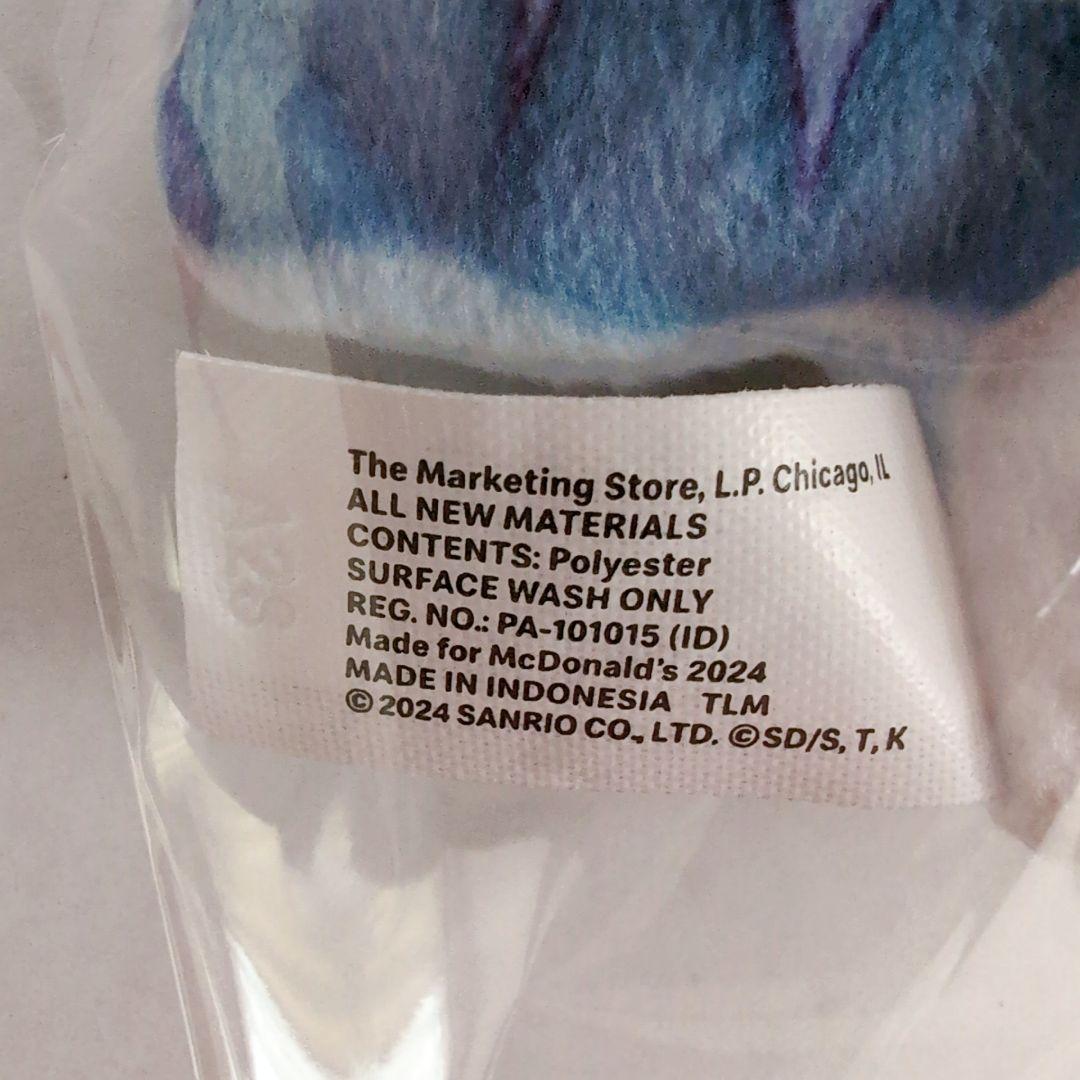 The Marketing Store, L.P. Chicago, IL
ALL NEW MATERIALS
CONTENTS: Polyester
SURFACE WASH ONLY
REG. NO.: PA-101015 (ID)
Made for McDonald's 2024
MADE IN INDONESIA TLM
© 2024 SANRIO CO., LTD. ©SD/S, T, K